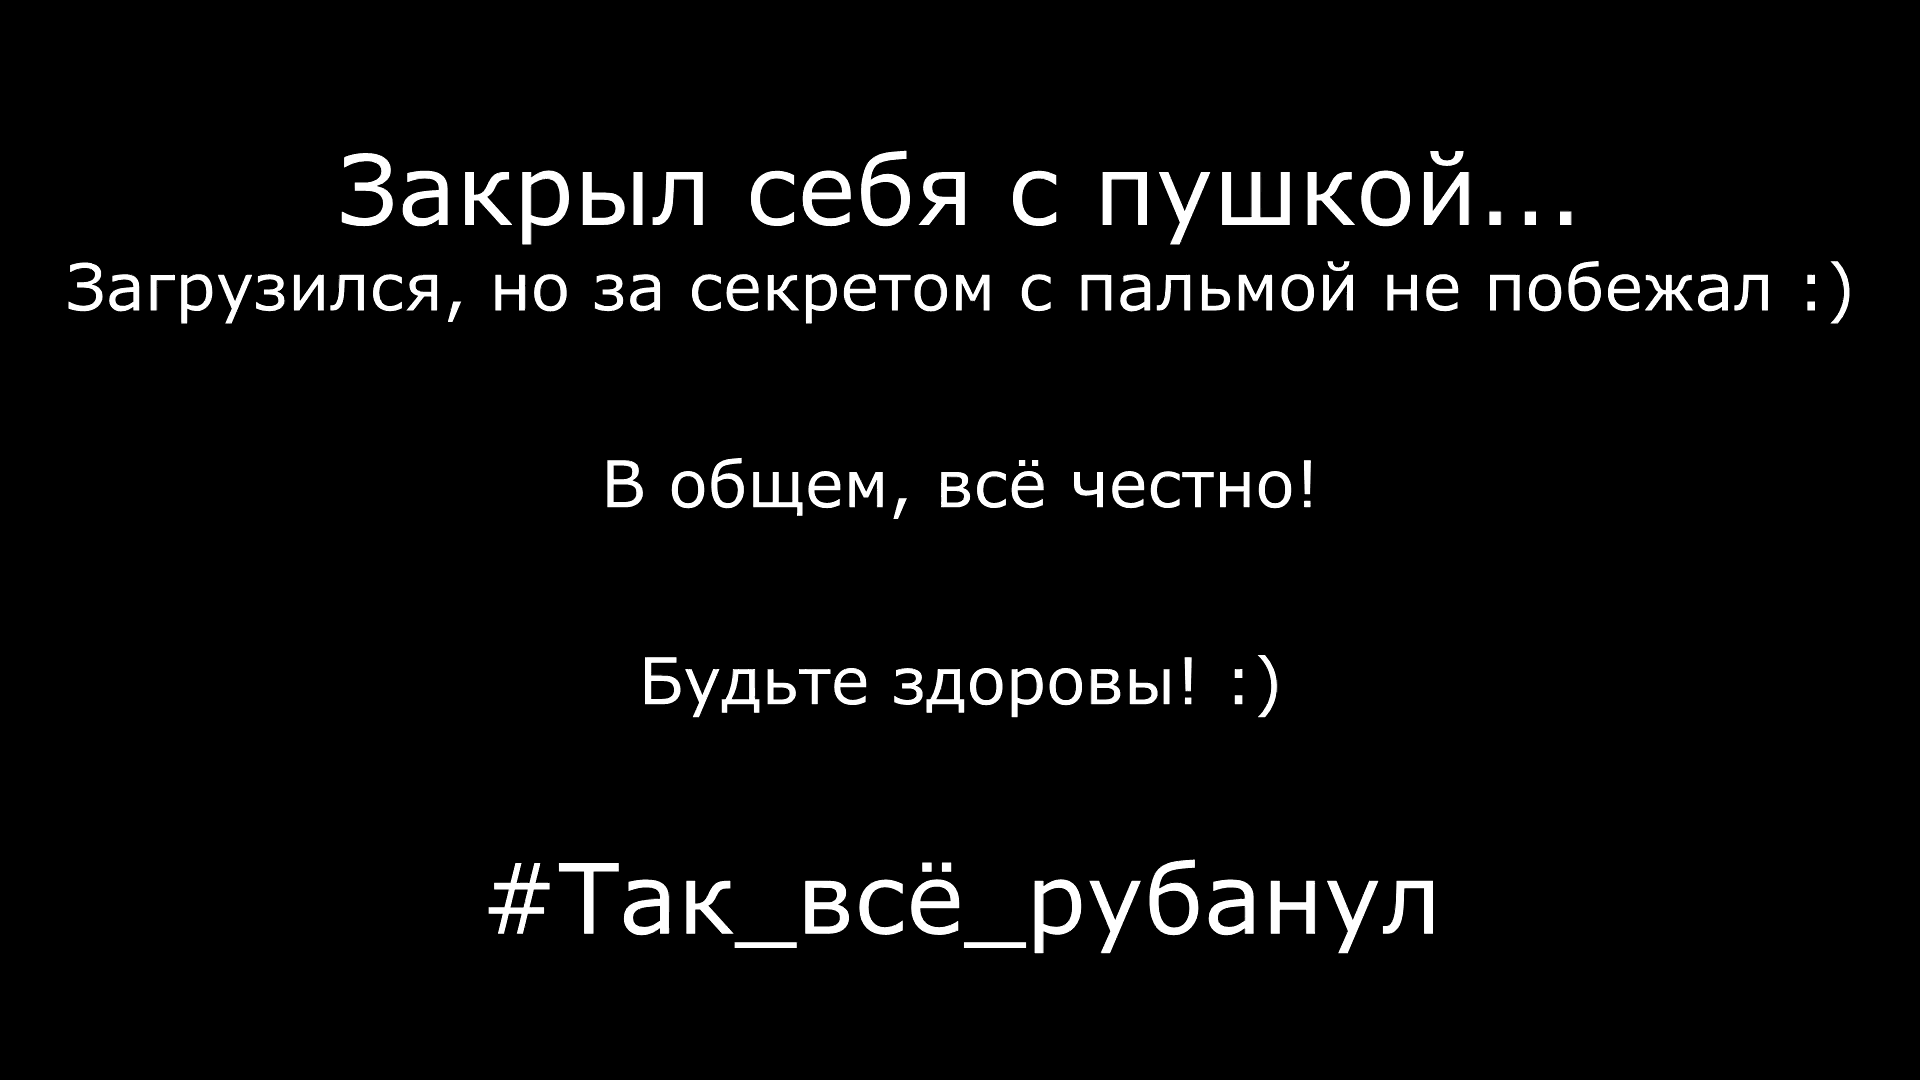 Закрыл себя с пушкой...
Загрузился, но за секретом с пальмой не побежал :)
В общем, всё честно!
Будьте здоровы! :)
#Так_всё_рубанул